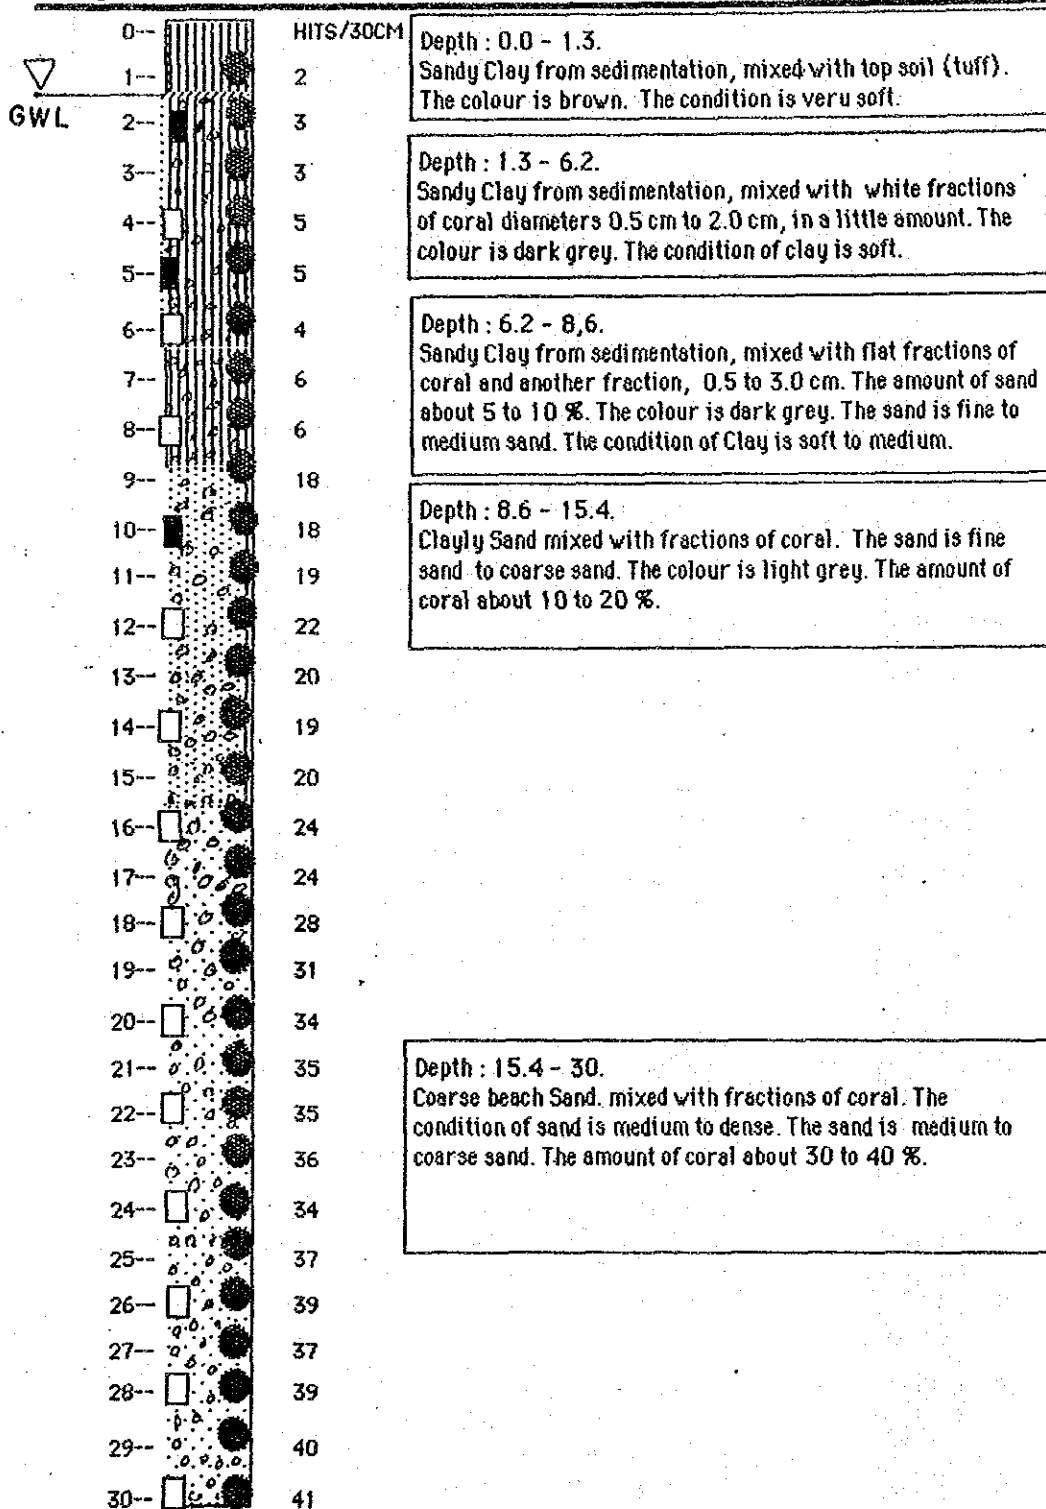 0-- HITS/30CM
1-- 2
GWL
2-- 3
3-- 3
4-- 5
5-- 5
6-- 4
7-- 6
8-- 6
9-- 18
10-- 18
11-- 19
12-- 22
13-- 20
14-- 19
15-- 20
16-- 24
17-- 24
18-- 28
19-- 31
20-- 34
21-- 35
22-- 35
23-- 36
24-- 34
25-- 37
26-- 39
27-- 37
28-- 39
29-- 40
30-- 41
Depth : 0.0 - 1.3.
Sandy Clay from sedimentation, mixed with top soil (tuff).
The colour is brown. The condition is veru soft.
Depth : 1.3 - 6.2.
Sandy Clay from sedimentation, mixed with white fractions
of coral diameters 0.5 cm to 2.0 cm, in a little amount. The
colour is dark grey. The condition of clay is soft.
Depth : 6.2 - 8,6.
Sandy Clay from sedimentation, mixed with flat fractions of
coral and another fraction, 0.5 to 3.0 cm. The amount of sand
about 5 to 10 %. The colour is dark grey. The sand is fine to
medium sand. The condition of Clay is soft to medium.
Depth : 8.6 - 15.4.
Clayly Sand mixed with fractions of coral. The sand is fine
sand to coarse sand. The colour is light grey. The amount of
coral about 10 to 20 %.
Depth : 15.4 - 30.
Coarse beach Sand. mixed with fractions of coral. The
condition of sand is medium to dense. The sand is medium to
coarse sand. The amount of coral about 30 to 40 %.